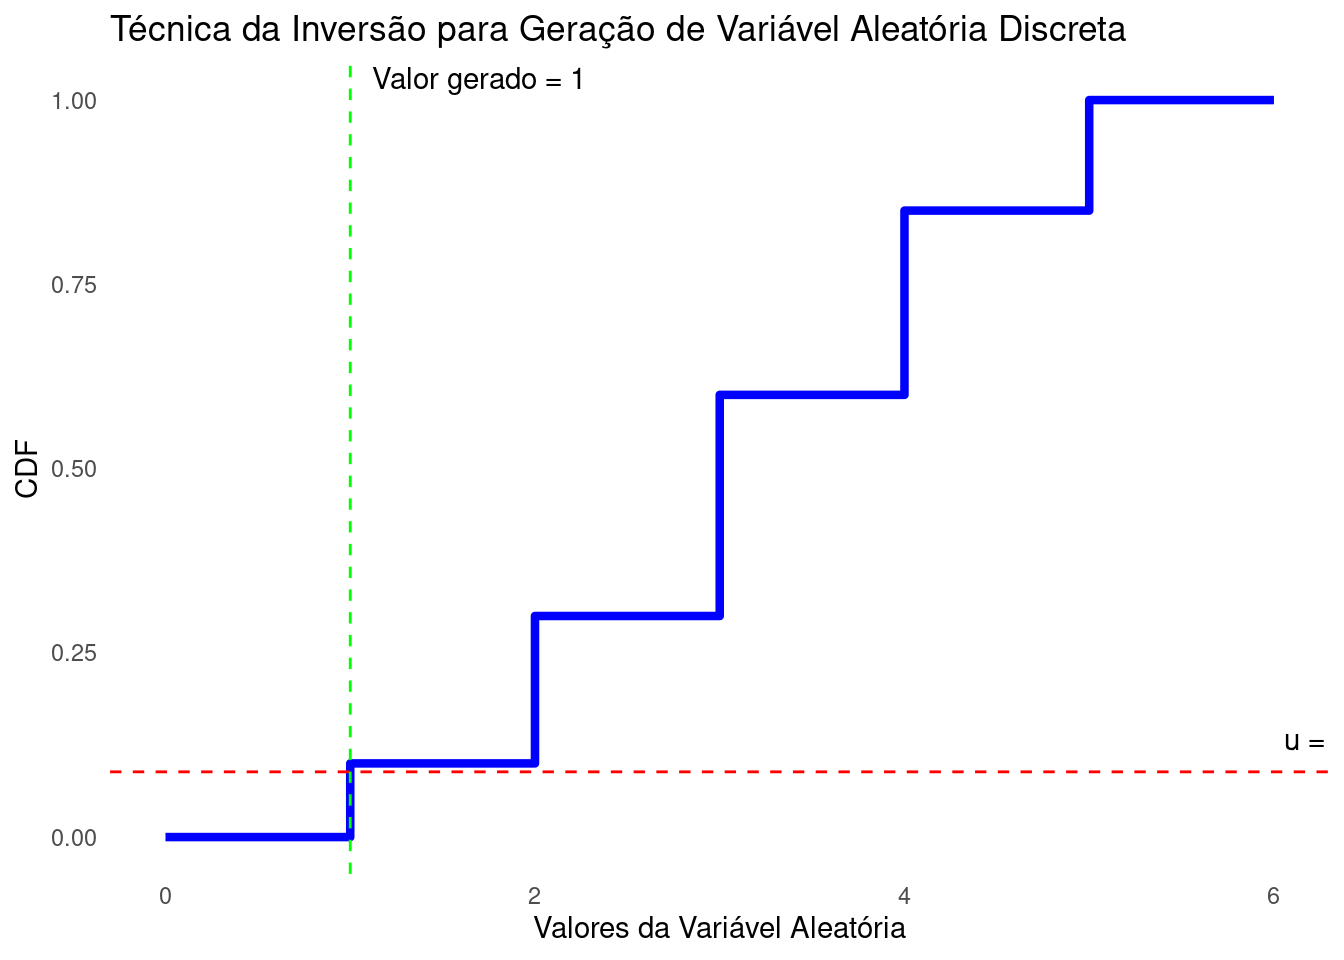 Técnica da Inversão para Geração de Variável Aleatória Discreta
Valor gerado = 1
1.00
0.75
0.50
0.25
0.00
CDF
u =
0 2 4 6
Valores da Variável Aleatória